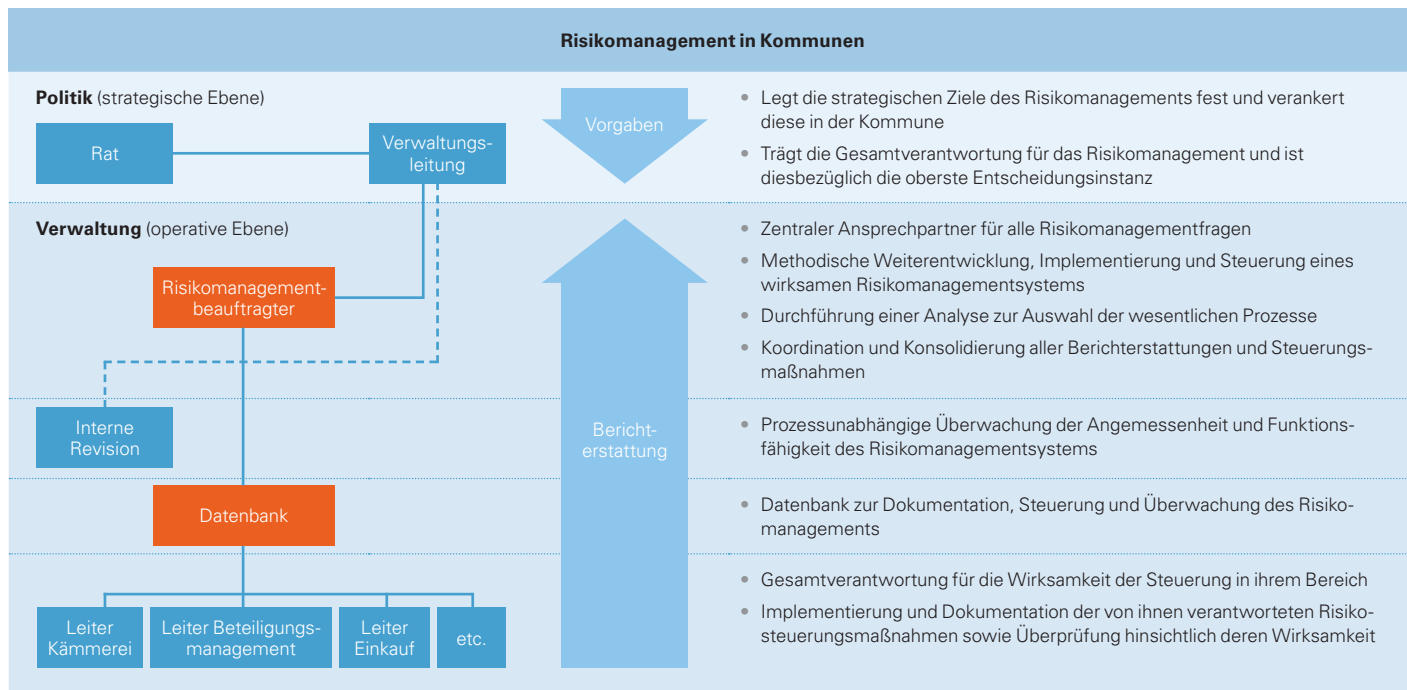 Risikomanagement in Kommunen
Politik (strategische Ebene)
Rat
Verwaltungs-
leitung
Vorgaben
• Legt die strategischen Ziele des Risikomanagements fest und verankert
diese in der Kommune
• Trägt die Gesamtverantwortung für das Risikomanagement und ist
diesbezüglich die oberste Entscheidungsinstanz
Verwaltung (operative Ebene)
Risikomanagement-
beauftragter
• Zentraler Ansprechpartner für alle Risikomanagementfragen
• Methodische Weiterentwicklung, Implementierung und Steuerung eines
wirksamen Risikomanagementsystems
• Durchführung einer Analyse zur Auswahl der wesentlichen Prozesse
• Koordination und Konsolidierung aller Berichterstattungen und Steuerungs-
maßnahmen
Interne
Revision
Bericht-
erstattung
• Prozessunabhängige Überwachung der Angemessenheit und Funktions-
fähigkeit des Risikomanagementsystems
Datenbank
• Datenbank zur Dokumentation, Steuerung und Überwachung des Risiko-
managements
Leiter
Kämmerei
Leiter Beteiligungs-
management
Leiter
Einkauf
etc.
• Gesamtverantwortung für die Wirksamkeit der Steuerung in ihrem Bereich
• Implementierung und Dokumentation der von ihnen verantworteten Risiko-
steuerungsmaßnahmen sowie Überprüfung hinsichtlich deren Wirksamkeit